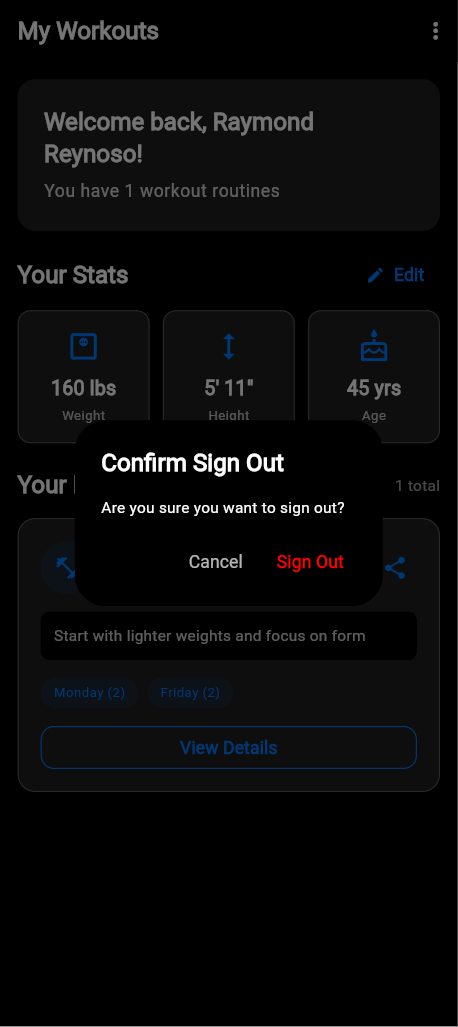 My Workouts
Welcome back, Raymond
Reynoso!
You have 1 workout routines
Your Stats
Edit
160 lbs
5' 11"
45 yrs
Weight
Height
Age
Confirm Sign Out
Are you sure you want to sign out?
Cancel
Sign Out
Your
1 total
Start with lighter weights and focus on form
Monday (2)
Friday (2)
View Details